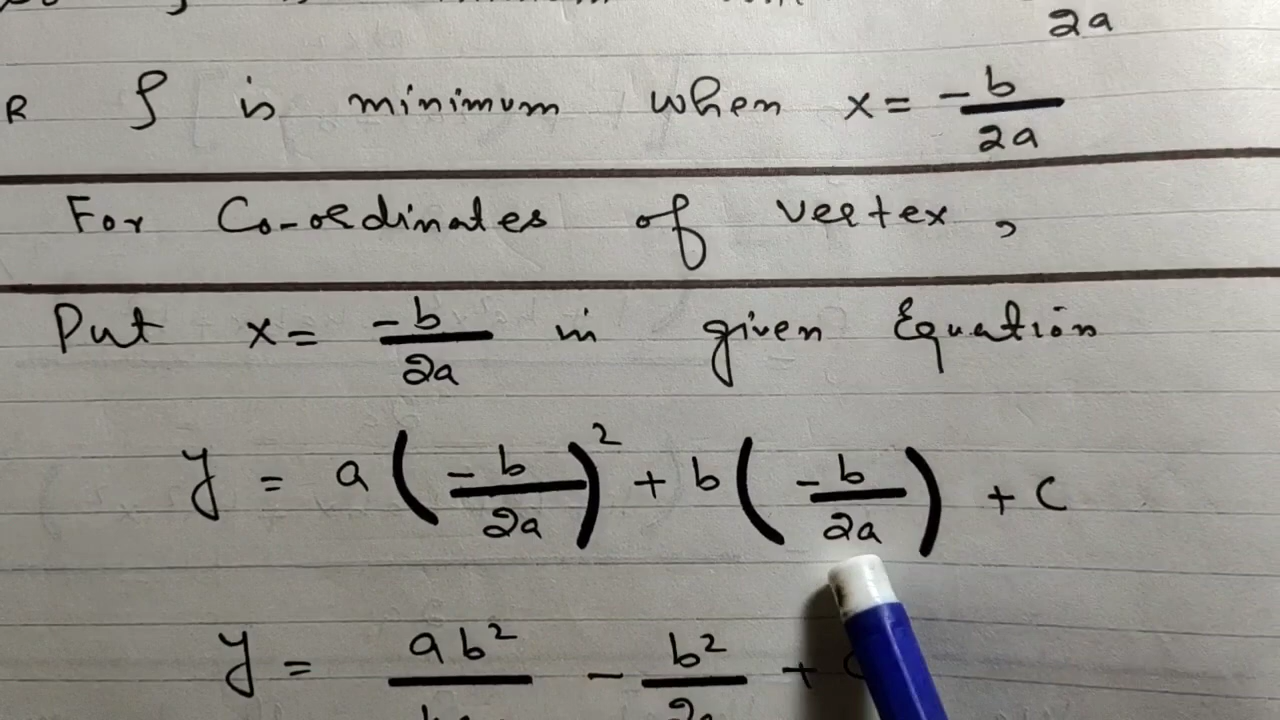 2a
R f is minimum when x = -b/2a
For Co-ordinates of vertex,
Put x = -b/2a in given Equation
y = a(-b/2a)² + b(-b/2a) + c
y = ab² - b²/2a +